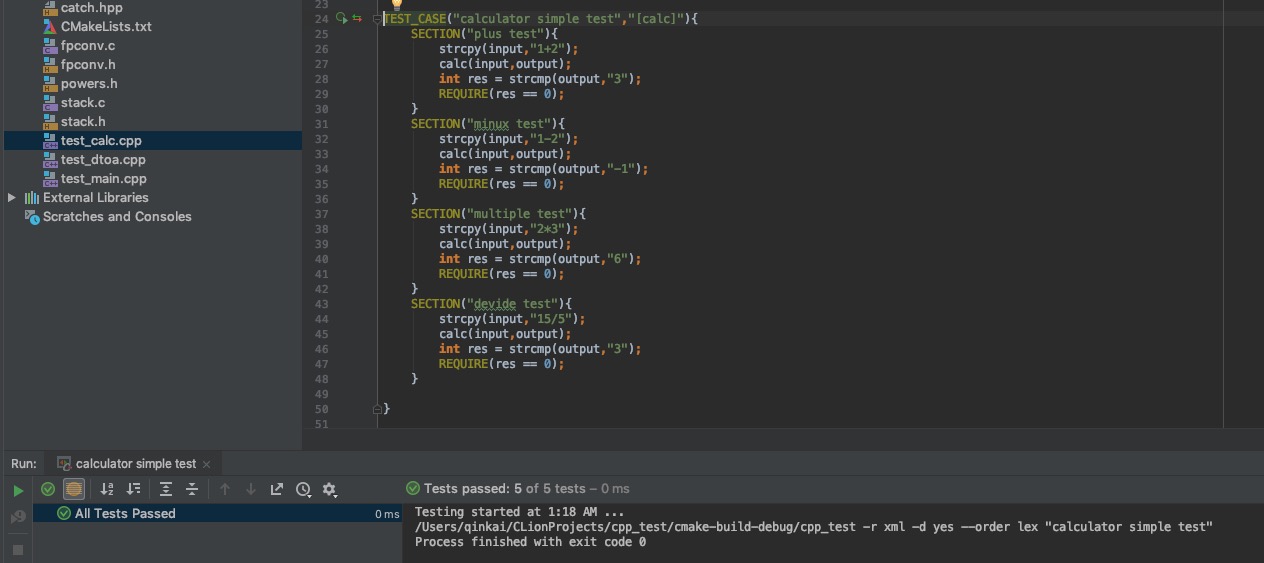 catch.hpp
CMakeLists.txt
fpconv.c
fpconv.h
powers.h
stack.c
stack.h
test_calc.cpp
test_dtoa.cpp
test_main.cpp
External Libraries
Scratches and Consoles
23
24 TEST_CASE("calculator simple test","[calc]"){
25 SECTION("plus test"){
26 strcpy(input,"1+2");
27 calc(input,output);
28 int res = strcmp(output,"3");
29 REQUIRE(res == 0);
30 }
31 SECTION("minux test"){
32 strcpy(input,"1-2");
33 calc(input,output);
34 int res = strcmp(output,"-1");
35 REQUIRE(res == 0);
36 }
37 SECTION("multiple test"){
38 strcpy(input,"2*3");
39 calc(input,output);
40 int res = strcmp(output,"6");
41 REQUIRE(res == 0);
42 }
43 SECTION("devide test"){
44 strcpy(input,"15/5");
45 calc(input,output);
46 int res = strcmp(output,"3");
47 REQUIRE(res == 0);
48 }
49
50 }
51
Run: calculator simple test
Tests passed: 5 of 5 tests – 0 ms
All Tests Passed 0 ms
Testing started at 1:18 AM ...
/Users/qinkai/CLionProjects/cpp_test/cmake-build-debug/cpp_test -r xml -d yes --order lex "calculator simple test"
Process finished with exit code 0